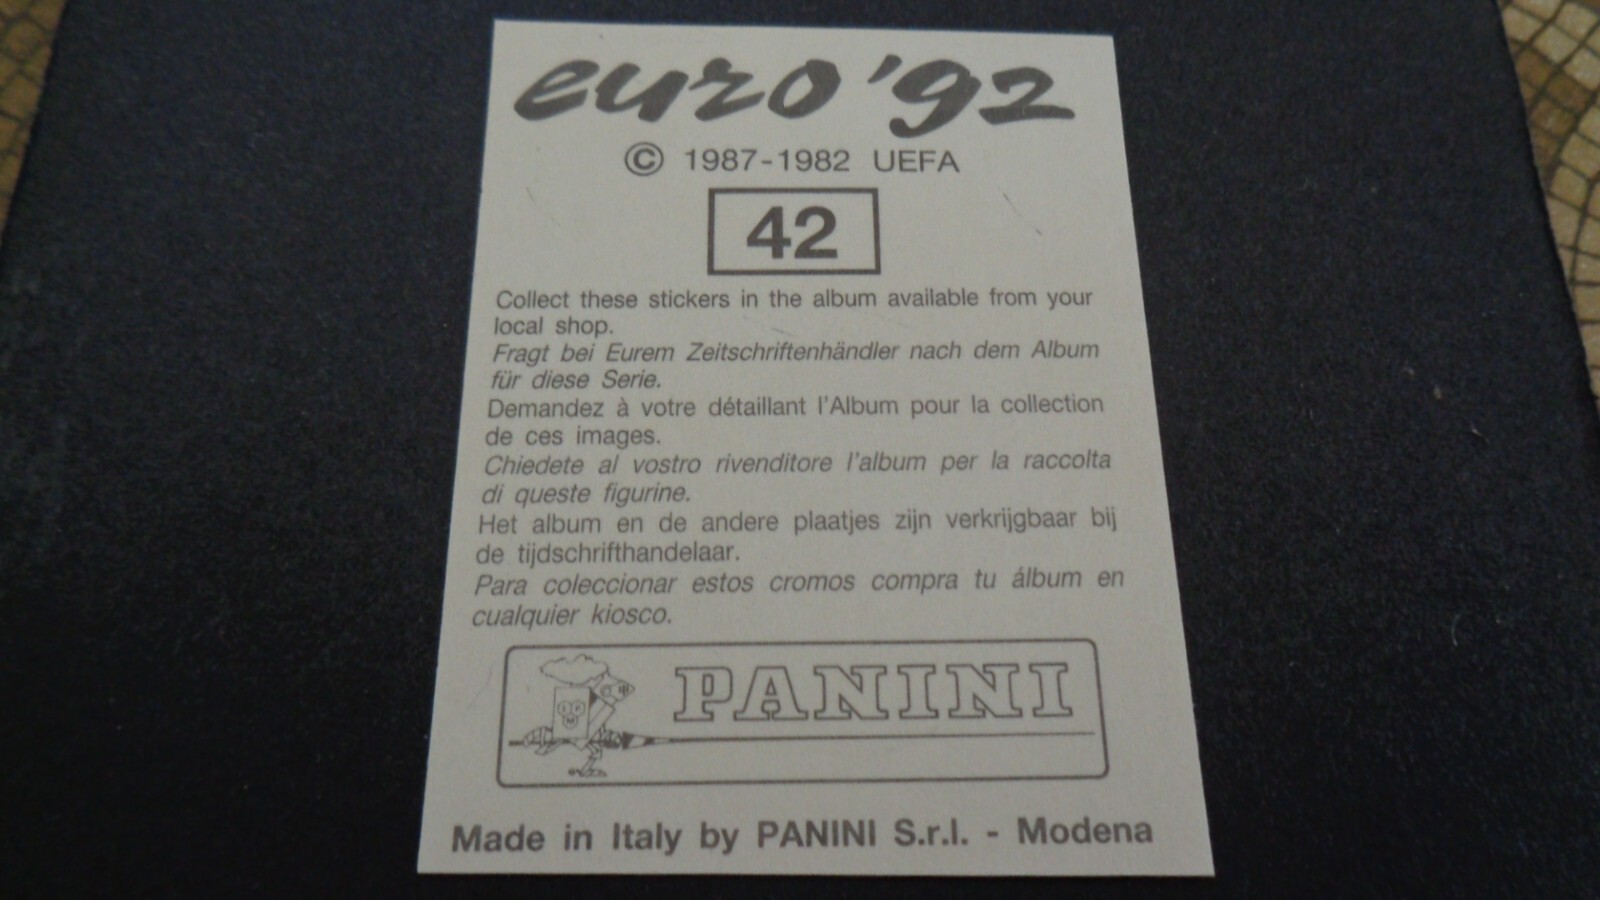 euro '92
© 1987-1982 UEFA
42
Collect these stickers in the album available from your
local shop.
Fragt bei Eurem Zeitschriftenhändler nach dem Album
für diese Serie.
Demandez à votre détaillant l'Album pour la collection
de ces images.
Chiedete al vostro rivenditore l'album per la raccolta
di queste figurine.
Het album en de andere plaatjes zijn verkrijgbaar bij
de tijdschrifthandelaar.
Para coleccionar estos cromos compra tu álbum en
cualquier kiosco.
PANINI
Made in Italy by PANINI S.r.l. - Modena